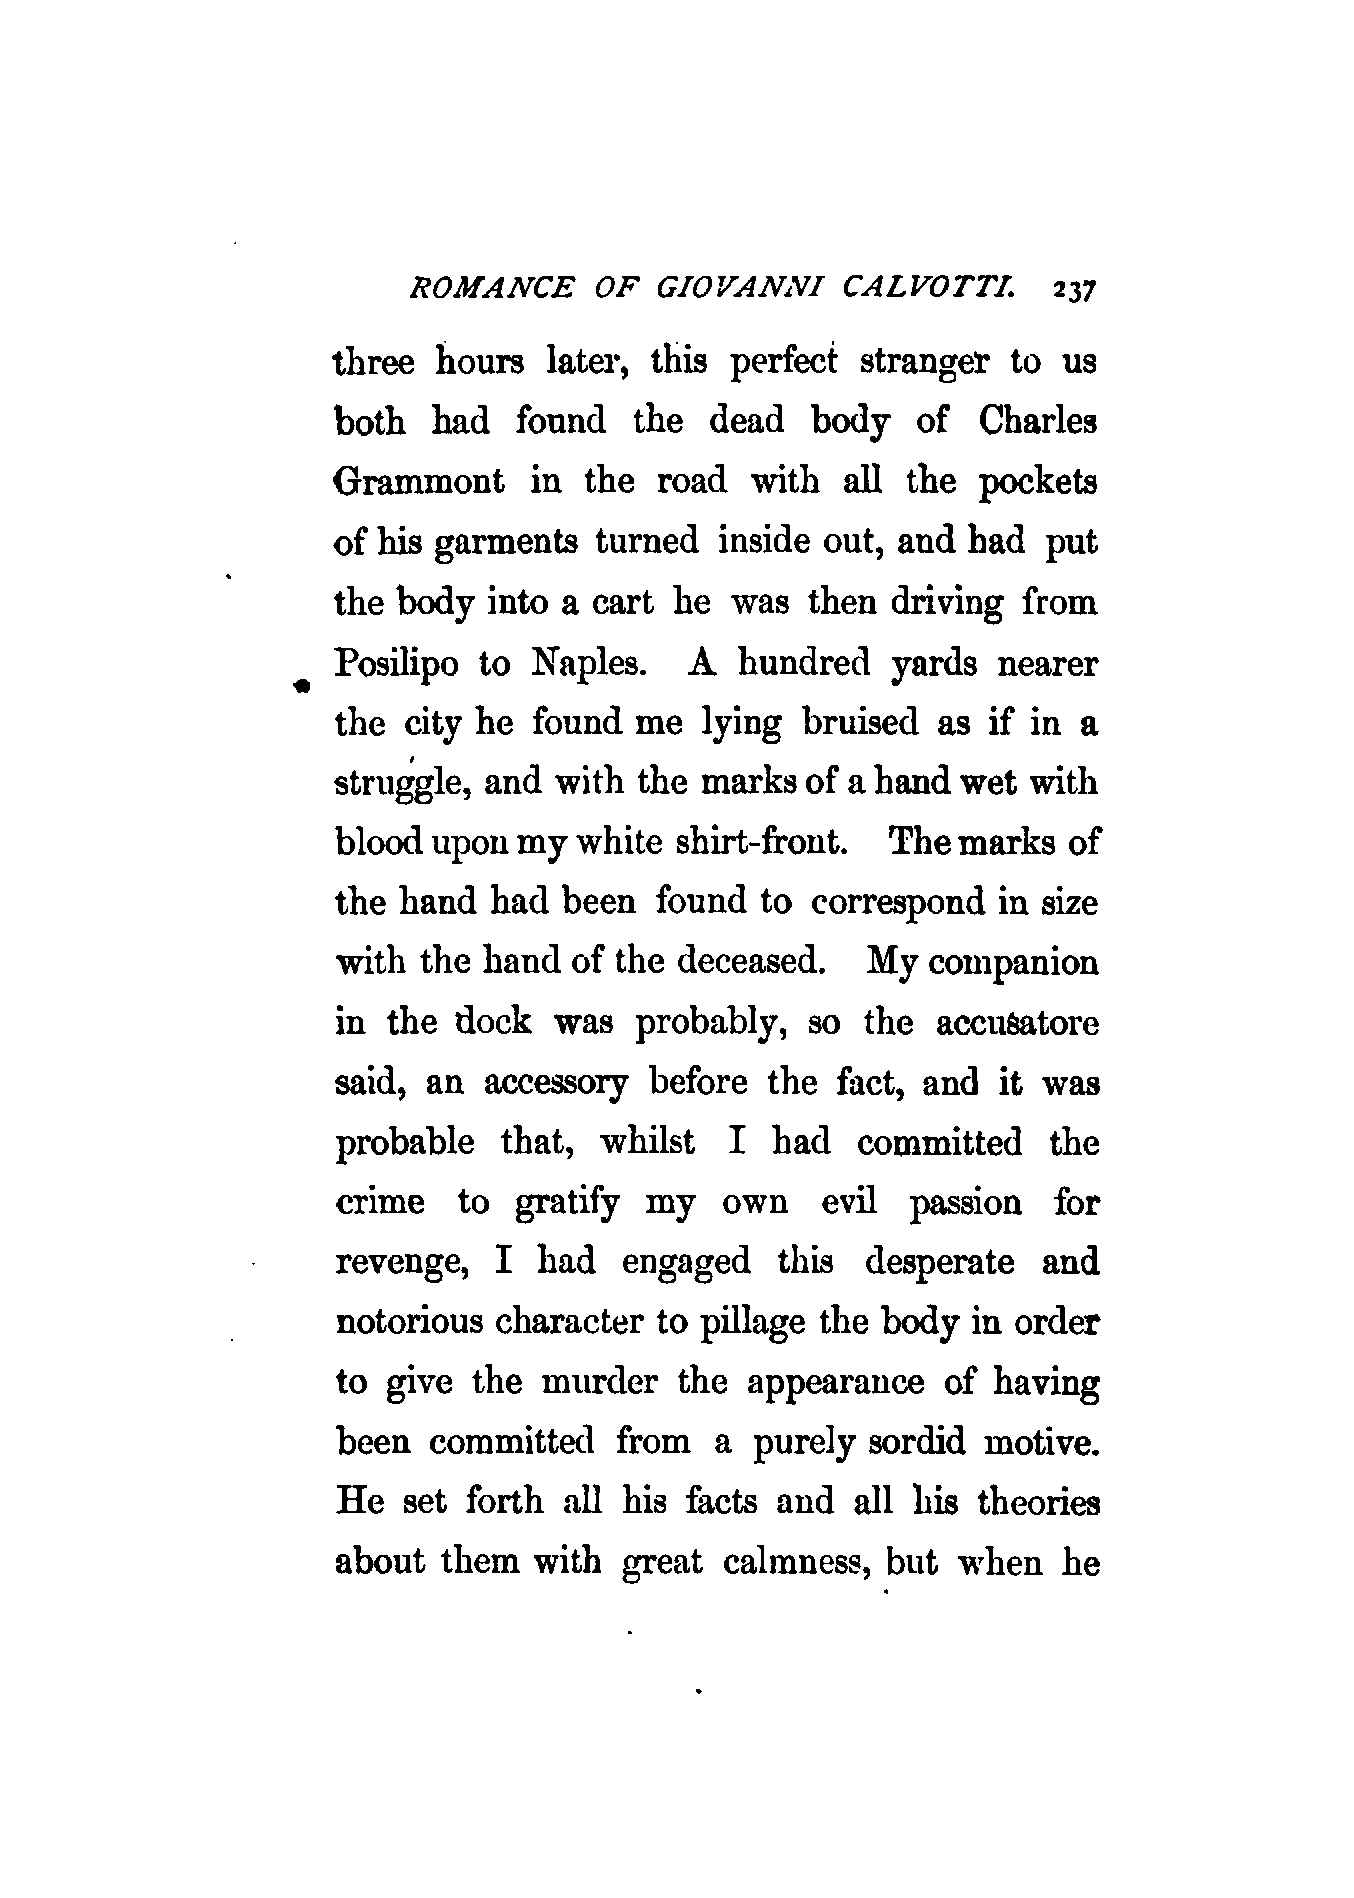 ROMANCE OF GIOVANNI CALVOTTI. 237
three hours later, this perfect stranger to us
both had found the dead body of Charles
Grammont in the road with all the pockets
of his garments turned inside out, and had put
the body into a cart he was then driving from
Posilipo to Naples. A hundred yards nearer
the city he found me lying bruised as if in a
struggle, and with the marks of a hand wet with
blood upon my white shirt-front. The marks of
the hand had been found to correspond in size
with the hand of the deceased. My companion
in the dock was probably, so the accusatore
said, an accessory before the fact, and it was
probable that, whilst I had committed the
crime to gratify my own evil passion for
revenge, I had engaged this desperate and
notorious character to pillage the body in order
to give the murder the appearance of having
been committed from a purely sordid motive.
He set forth all his facts and all his theories
about them with great calmness, but when he